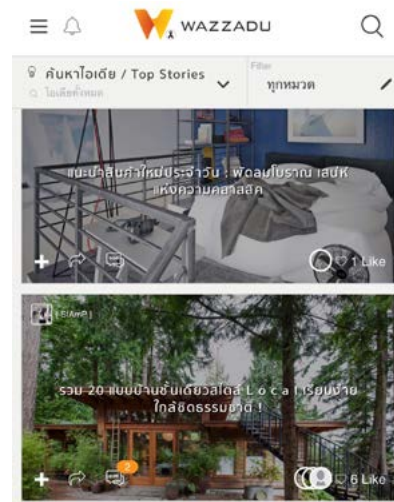 WAZZADU
ค้นหาไอเดีย / Top Stories
ไอเดียทั้งหมด
Filter
ทุกหมวด
แนะนำสินค้าใหม่ประจำวัน : พัดลมโบราณ เสน่ห์
แห่งความคลาสสิค
1 Like
[ SIAmP ]
รวม 20 แบบบ้านชั้นเดียวสไตล์ L o c a l เรียบง่าย
ใกล้ชิดธรรมชาติ !
2
6 Like